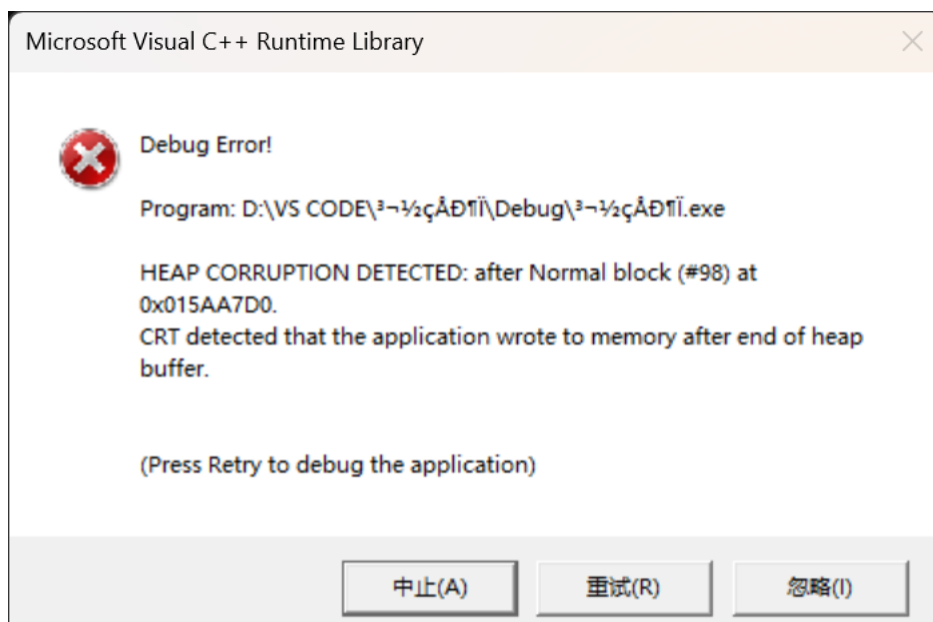 Microsoft Visual C++ Runtime Library
Debug Error!
Program: D:\VS CODE\³¬½çÅÐ¶Ï\Debug\³¬½çÅÐ¶Ï.exe
HEAP CORRUPTION DETECTED: after Normal block (#98) at
0x015AA7D0.
CRT detected that the application wrote to memory after end of heap
buffer.
(Press Retry to debug the application)
中止(A)
重试(R)
忽略(I)